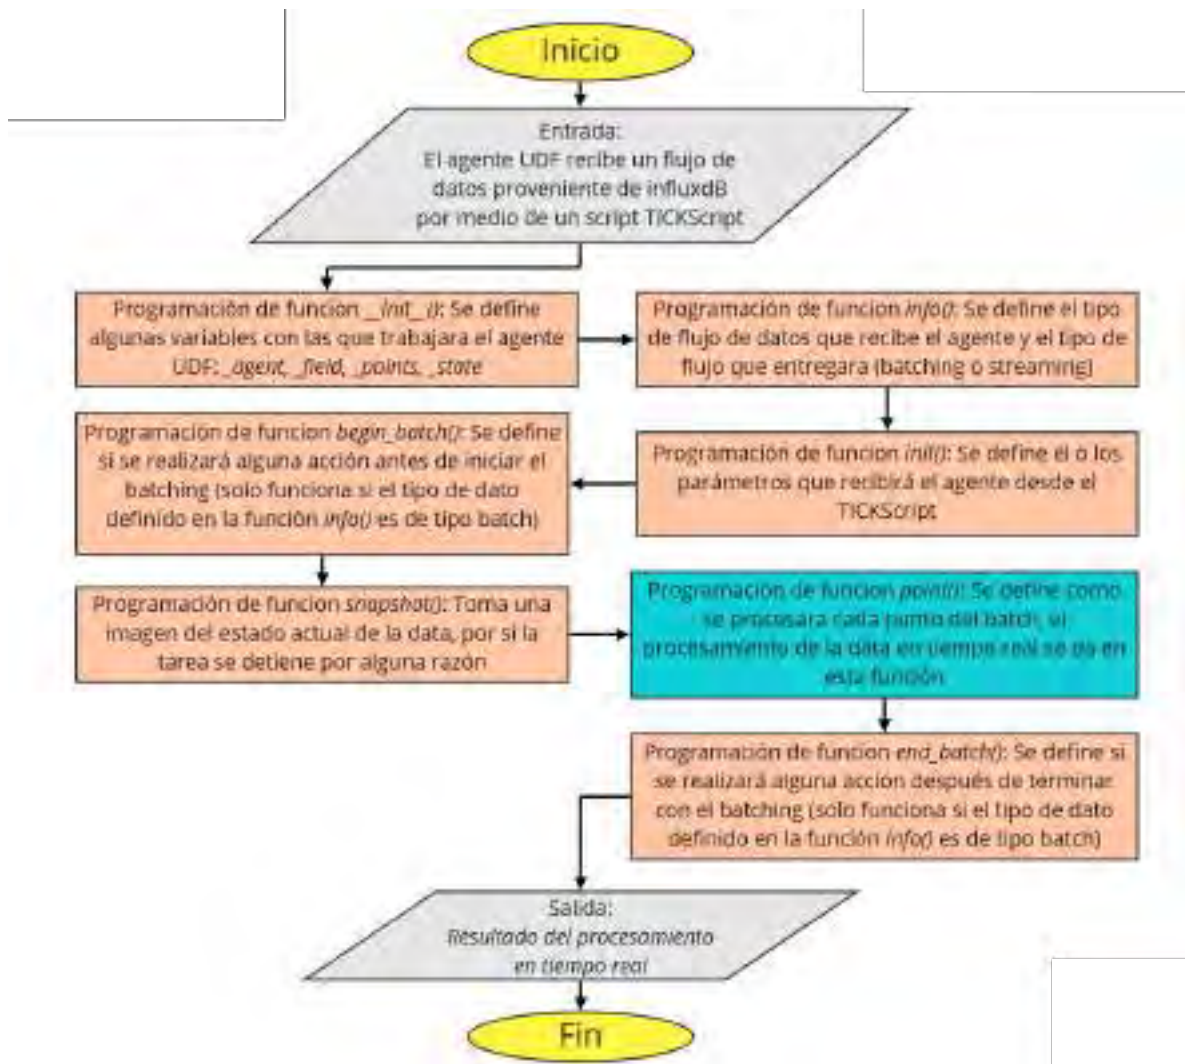 Inicio
Entrada:
El agente UDF recibe un flujo de
datos proveniente de influxdB
por medio de un script TICKScript
Programación de funcion __init__(): Se define
algunas variables con las que trabajara el agente
UDF: _agent, _field, _points, _state
Programación de funcion info(): Se define el tipo
de flujo de datos que recibe el agente y el tipo de
flujo que entregara (batching o streaming)
Programación de funcion init(): Se define el o los
parámetros que recibirá el agente desde el
TICKScript
Programación de funcion begin_batch(): Se define
si se realizará alguna acción antes de iniciar el
batching (solo funciona si el tipo de dato
definido en la función info() es de tipo batch)
Programación de funcion snapshot(): Toma una
imagen del estado actual de la data, por si la
tarea se detiene por alguna razón
Programación de funcion point(): Se define como
se procesara cada punto del batch, el
procesamiento de la data en tiempo real se da en
esta función
Programación de funcion end_batch(): Se define si
se realizará alguna accion después de terminar
con el batching (solo funciona si el tipo de dato
definido en la función info() es de tipo batch)
Salida:
Resultado del procesamiento
en tiempo real
Fin